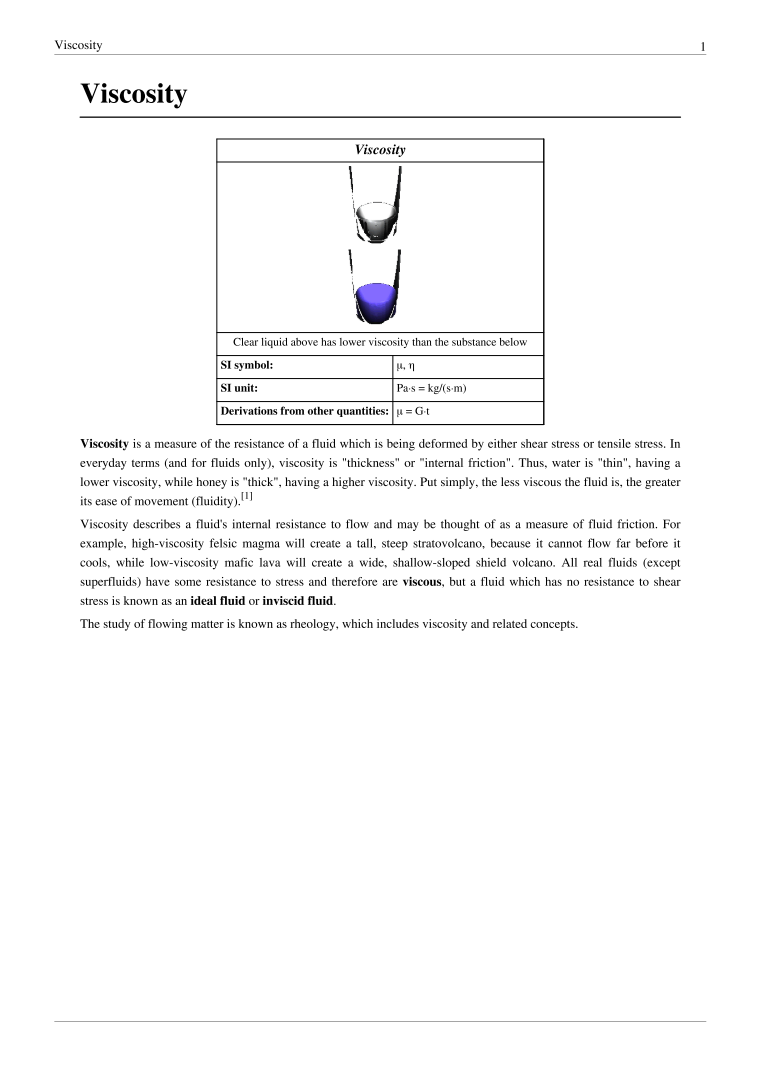 Viscosity 1
Viscosity
Viscosity
Clear liquid above has lower viscosity than the substance below
SI symbol: μ, η
SI unit: Pa·s = kg/(s·m)
Derivations from other quantities: μ = G·t
Viscosity is a measure of the resistance of a fluid which is being deformed by either shear stress or tensile stress. In
everyday terms (and for fluids only), viscosity is "thickness" or "internal friction". Thus, water is "thin", having a
lower viscosity, while honey is "thick", having a higher viscosity. Put simply, the less viscous the fluid is, the greater
its ease of movement (fluidity).[1]
Viscosity describes a fluid's internal resistance to flow and may be thought of as a measure of fluid friction. For
example, high-viscosity felsic magma will create a tall, steep stratovolcano, because it cannot flow far before it
cools, while low-viscosity mafic lava will create a wide, shallow-sloped shield volcano. All real fluids (except
superfluids) have some resistance to stress and therefore are viscous, but a fluid which has no resistance to shear
stress is known as an ideal fluid or inviscid fluid.
The study of flowing matter is known as rheology, which includes viscosity and related concepts.